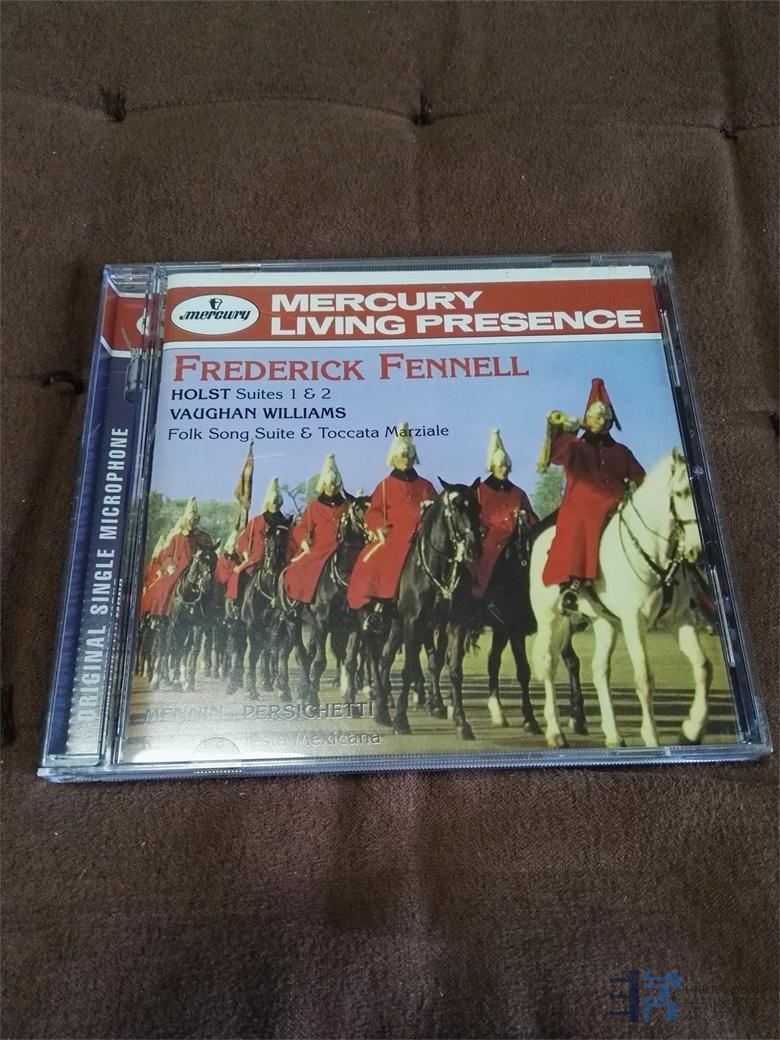 mercury
MERCURY
LIVING PRESENCE
FREDERICK FENNELL
HOLST Suites 1 & 2
VAUGHAN WILLIAMS
Folk Song Suite & Toccata Marziale
MENNIN PERSICHETTI
Mexicana
ORIGINAL SINGLE MICROPHONE